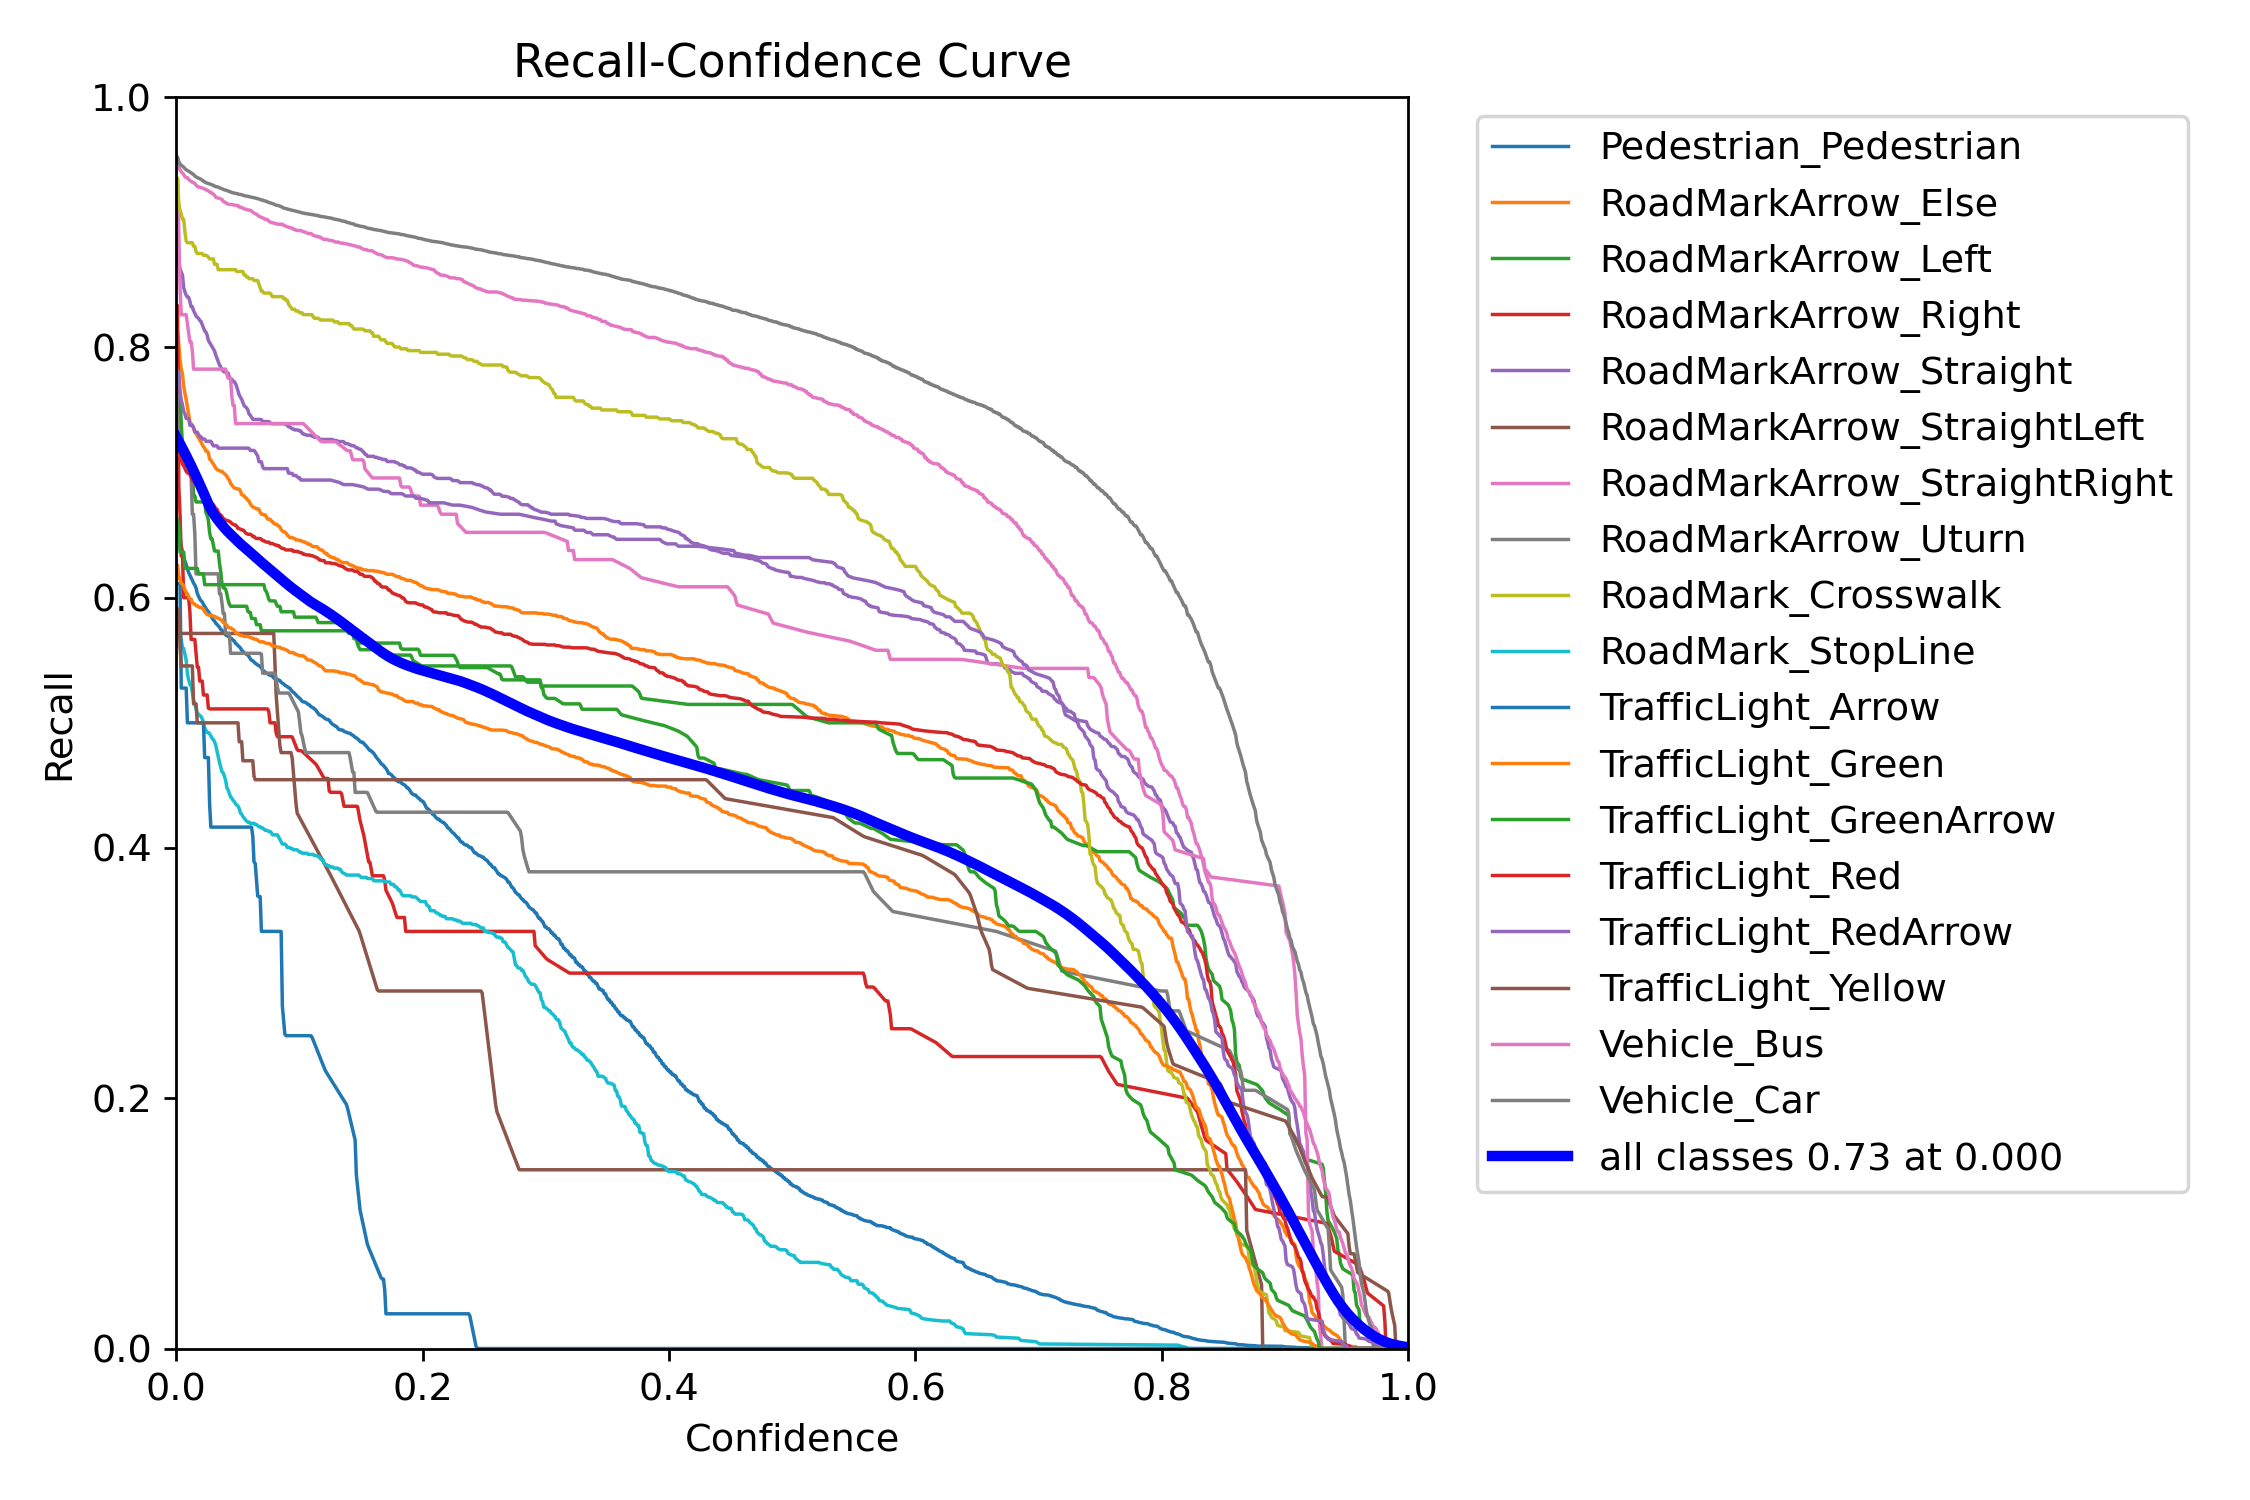 Recall-Confidence Curve
1.0
0.8
0.6
0.4
0.2
0.0
Recall
0.0 0.2 0.4 0.6 0.8 1.0
Confidence
Pedestrian_Pedestrian
RoadMarkArrow_Else
RoadMarkArrow_Left
RoadMarkArrow_Right
RoadMarkArrow_Straight
RoadMarkArrow_StraightLeft
RoadMarkArrow_StraightRight
RoadMarkArrow_Uturn
RoadMark_Crosswalk
RoadMark_StopLine
TrafficLight_Arrow
TrafficLight_Green
TrafficLight_GreenArrow
TrafficLight_Red
TrafficLight_RedArrow
TrafficLight_Yellow
Vehicle_Bus
Vehicle_Car
all classes 0.73 at 0.000